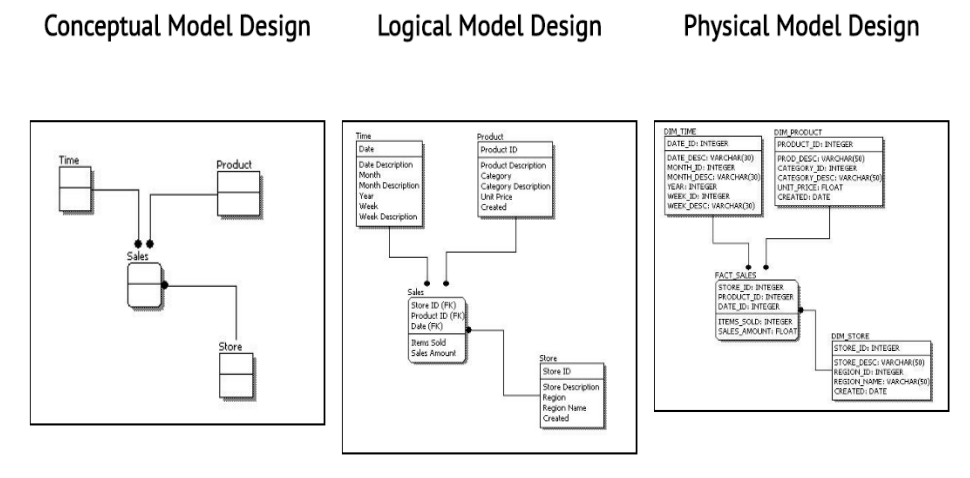 Conceptual Model Design
Logical Model Design
Physical Model Design
Time
Product
Sales
Store
Time
Date
Date Description
Month
Month Description
Year
Week
Week Description
Product
Product ID
Product Description
Category
Category Description
Unit Price
Created
Sales
Store ID (FK)
Product ID (FK)
Date (FK)
Items Sold
Sales Amount
Store
Store ID
Store Description
Region
Region Name
Created
DIM_TIME
DATE_ID: INTEGER
DATE_DESC: VARCHAR(30)
MONTH_ID: INTEGER
MONTH_DESC: VARCHAR(30)
YEAR: INTEGER
WEEK_ID: INTEGER
WEEK_DESC: VARCHAR(30)
DIM_PRODUCT
PRODUCT_ID: INTEGER
PROD_DESC: VARCHAR(50)
CATEGORY_ID: INTEGER
CATEGORY_DESC: VARCHAR(50)
UNIT_PRICE: FLOAT
CREATED: DATE
FACT_SALES
STORE_ID: INTEGER
PRODUCT_ID: INTEGER
DATE_ID: INTEGER
ITEMS_SOLD: INTEGER
SALES_AMOUNT: FLOAT
DIM_STORE
STORE_ID: INTEGER
STORE_DESC: VARCHAR(50)
REGION_ID: INTEGER
REGION_NAME: VARCHAR(50)
CREATED: DATE